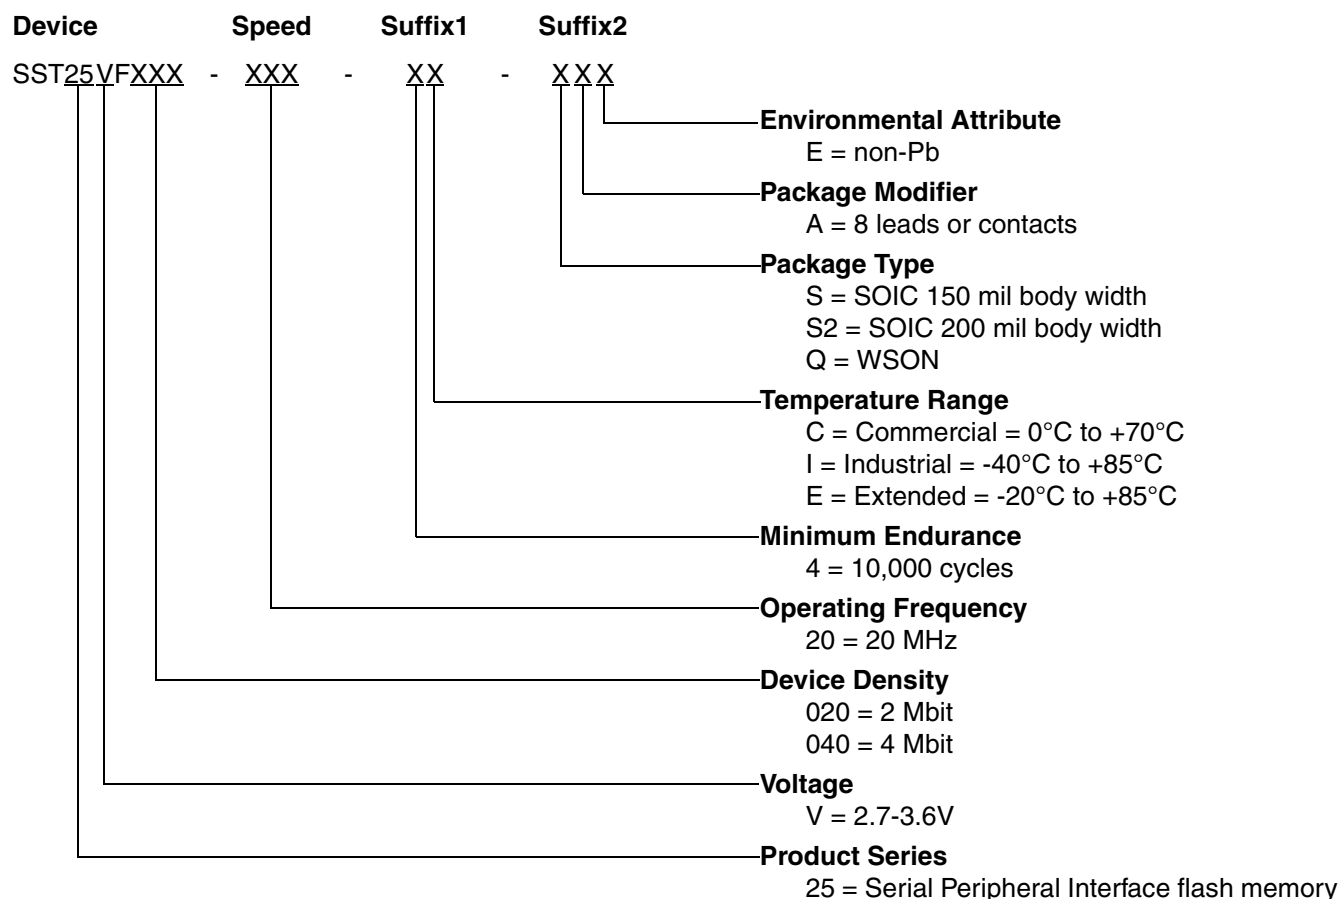 Device Speed Suffix1 Suffix2
SST25VFXXX - XXX - XX - XXX
Environmental Attribute
E = non-Pb
Package Modifier
A = 8 leads or contacts
Package Type
S = SOIC 150 mil body width
S2 = SOIC 200 mil body width
Q = WSON
Temperature Range
C = Commercial = 0°C to +70°C
I = Industrial = -40°C to +85°C
E = Extended = -20°C to +85°C
Minimum Endurance
4 = 10,000 cycles
Operating Frequency
20 = 20 MHz
Device Density
020 = 2 Mbit
040 = 4 Mbit
Voltage
V = 2.7-3.6V
Product Series
25 = Serial Peripheral Interface flash memory